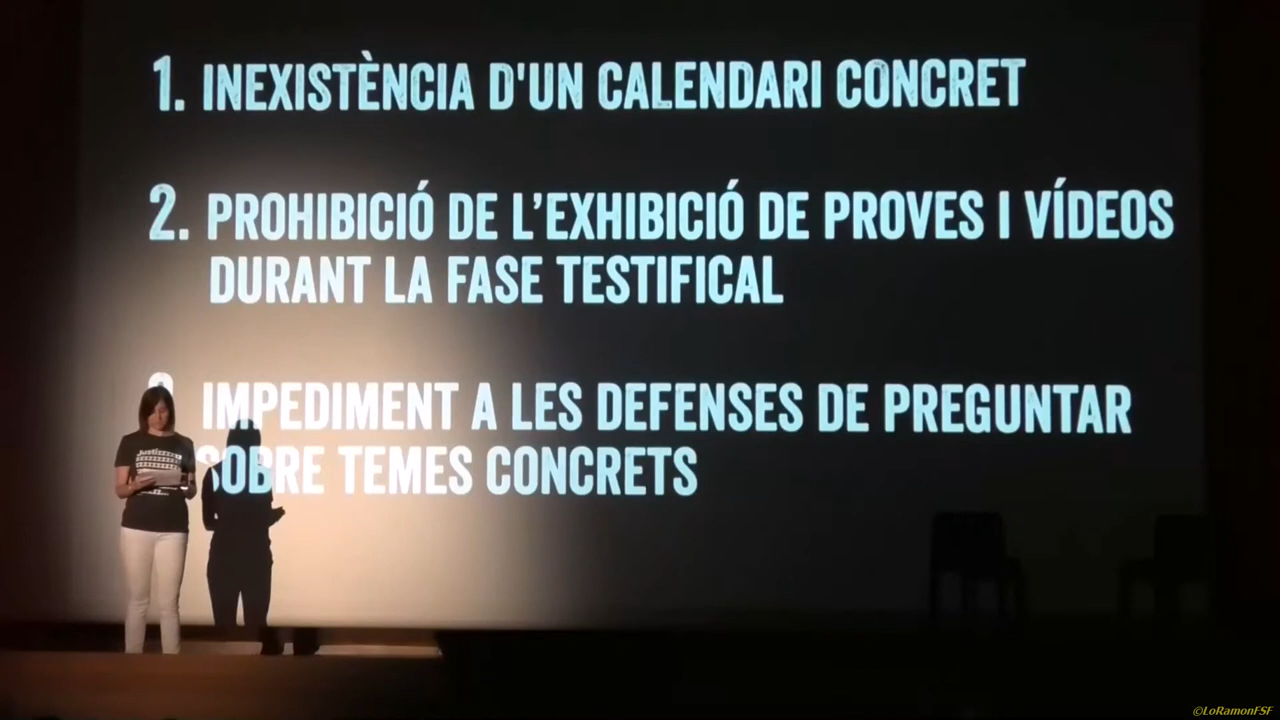 1. INEXISTÈNCIA D'UN CALENDARI CONCRET
2. PROHIBICIÓ DE L’EXHIBICIÓ DE PROVES I VÍDEOS
DURANT LA FASE TESTIFICAL
IMPEDIMENT A LES DEFENSES DE PREGUNTAR
SOBRE TEMES CONCRETS
Justícia
©LoRamonFSF